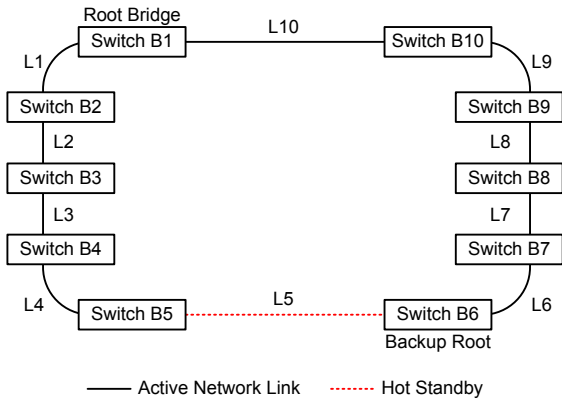 Root Bridge
Switch B1
L10
Switch B10
L1
L9
Switch B2
Switch B9
L2
L8
Switch B3
Switch B8
L3
L7
Switch B4
Switch B7
L4
L5
L6
Switch B5
Switch B6
Backup Root
Active Network Link
Hot Standby